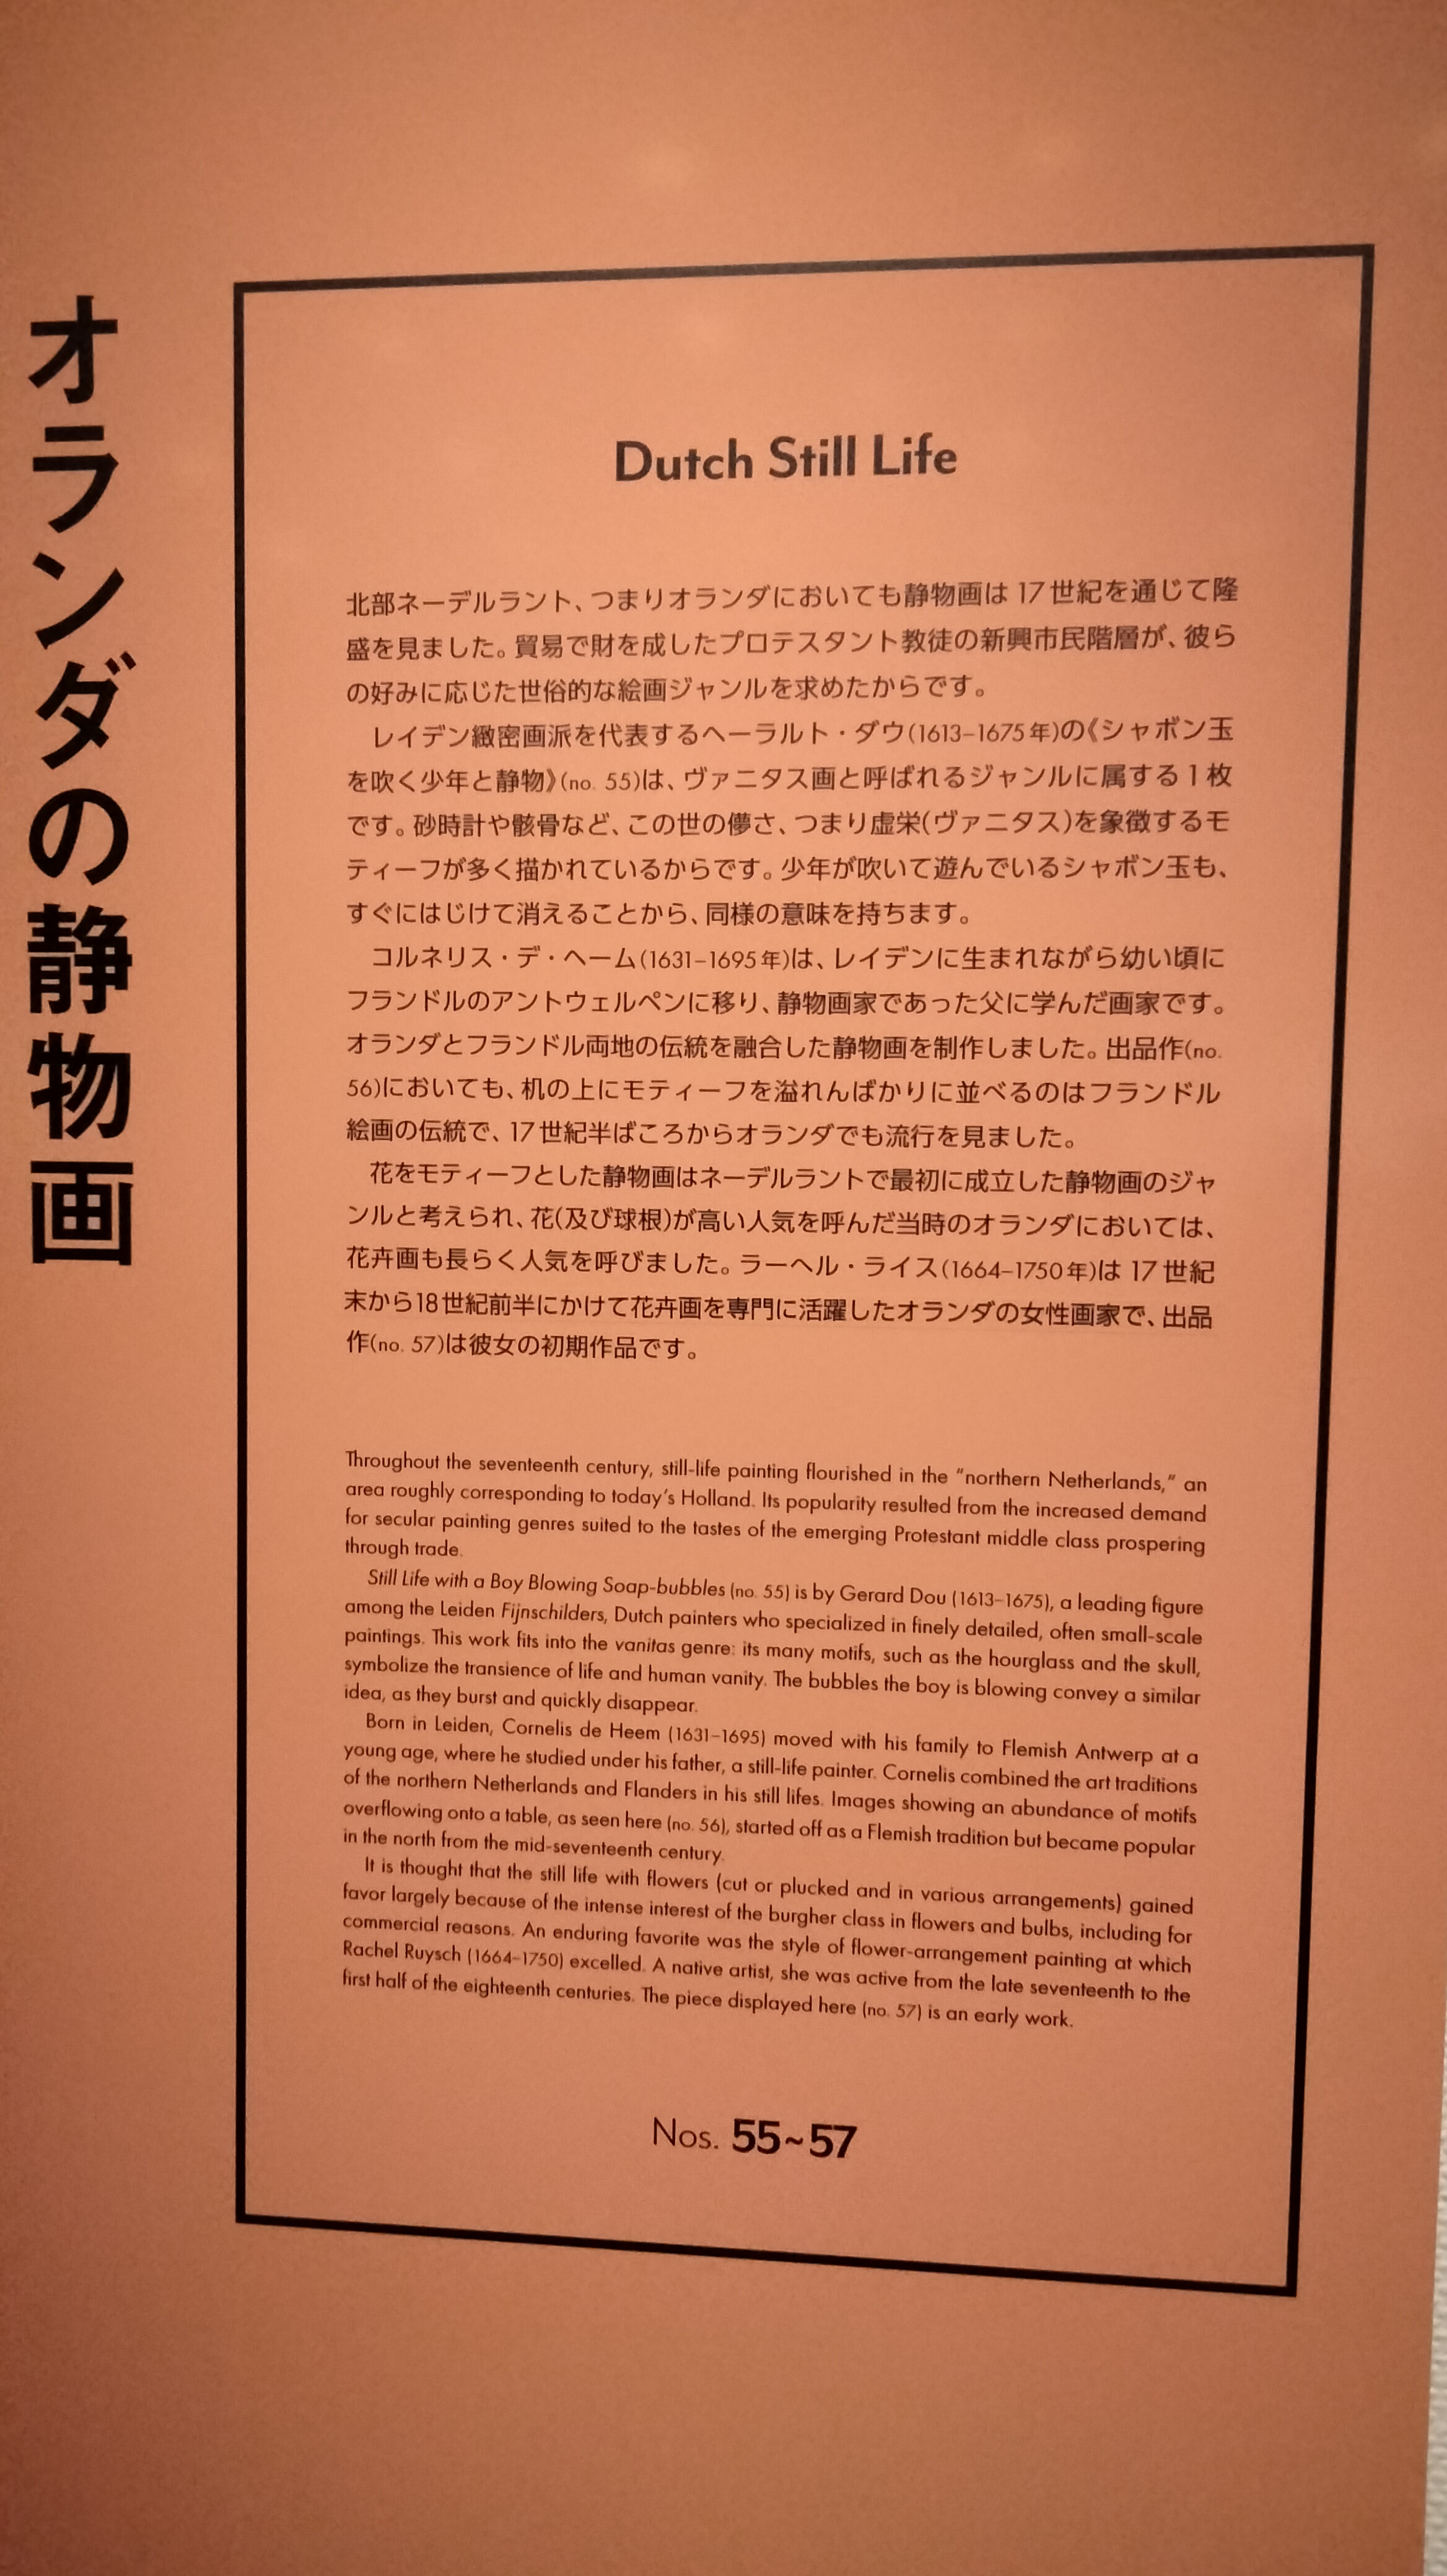 オランダの静物画
Dutch Still Life
北部ネーデルラント、つまりオランダにおいても静物画は 17 世紀を通じて隆
盛を見ました。貿易で財を成したプロテスタント教徒の新興市民階層が、彼ら
の好みに応じた世俗的な絵画ジャンルを求めたからです。
レイデン緻密画派を代表するヘーラルト・ダウ(1613–1675年)の《シャボン玉
を吹く少年と静物》(no. 55)は、ヴァニタス画と呼ばれるジャンルに属する 1 枚
です。砂時計や骸骨など、この世の儚さ、つまり虚栄(ヴァニタス)を象徴するモ
ティーフが多く描かれているからです。少年が吹いて遊んでいるシャボン玉も、
すぐにはじけて消えることから、同様の意味を持ちます。
コルネリス・デ・ヘーム(1631–1695年)は、レイデンに生まれながら幼い頃に
フランドルのアントウェルペンに移り、静物画家であった父に学んだ画家です。
オランダとフランドル両地の伝統を融合した静物画を制作しました。出品作(no.
56)においても、机の上にモティーフを溢れんばかりに並べるのはフランドル
絵画の伝統で、17 世紀半ばころからオランダでも流行を見ました。
花をモティーフとした静物画はネーデルラントで最初に成立した静物画のジャ
ンルと考えられ、花(及び球根)が高い人気を呼んだ当時のオランダにおいては、
花卉画も長らく人気を呼びました。ラーヘル・ライス(1664–1750年)は 17 世紀
末から18世紀前半にかけて花卉画を専門に活躍したオランダの女性画家で、出品
作(no. 57)は彼女の初期作品です。
Throughout the seventeenth century, still-life painting flourished in the “northern Netherlands,” an
area roughly corresponding to today’s Holland. Its popularity resulted from the increased demand
for secular painting genres suited to the tastes of the emerging Protestant middle class prospering
through trade.
Still Life with a Boy Blowing Soap-bubbles (no. 55) is by Gerard Dou (1613–1675), a leading figure
among the Leiden Fijnschilders, Dutch painters who specialized in finely detailed, often small-scale
paintings. This work fits into the vanitas genre: its many motifs, such as the hourglass and the skull,
symbolize the transience of life and human vanity. The bubbles the boy is blowing convey a similar
idea, as they burst and quickly disappear.
Born in Leiden, Cornelis de Heem (1631–1695) moved with his family to Flemish Antwerp at a
young age, where he studied under his father, a still-life painter. Cornelis combined the art traditions
of the northern Netherlands and Flanders in his still lifes. Images showing an abundance of motifs
overflowing onto a table, as seen here (no. 56), started off as a Flemish tradition but became popular
in the north from the mid-seventeenth century.
It is thought that the still life with flowers (cut or plucked and in various arrangements) gained
favor largely because of the intense interest of the burgher class in flowers and bulbs, including for
commercial reasons. An enduring favorite was the style of flower-arrangement painting at which
Rachel Ruysch (1664–1750) excelled. A native artist, she was active from the late seventeenth to the
first half of the eighteenth centuries. The piece displayed here (no. 57) is an early work.
Nos. 55~57